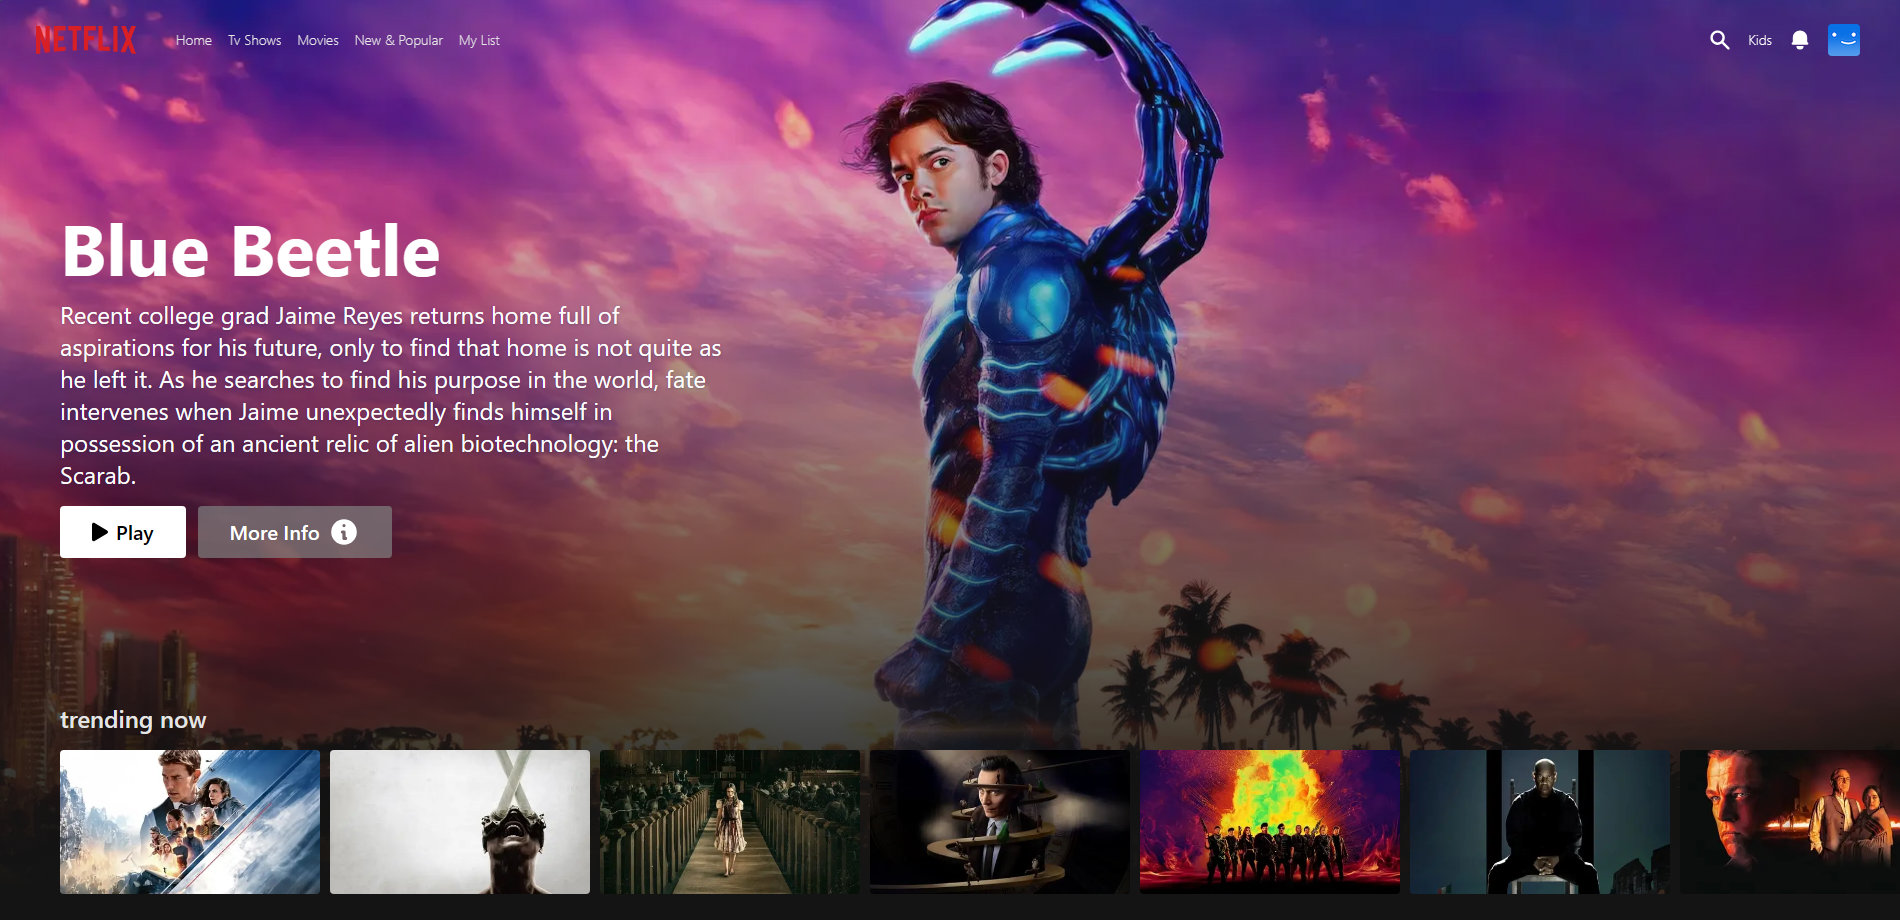 NETFLIX
Home
Tv Shows
Movies
New & Popular
My List
Kids
Blue Beetle
Recent college grad Jaime Reyes returns home full of
aspirations for his future, only to find that home is not quite as
he left it. As he searches to find his purpose in the world, fate
intervenes when Jaime unexpectedly finds himself in
possession of an ancient relic of alien biotechnology: the
Scarab.
Play
More Info
trending now